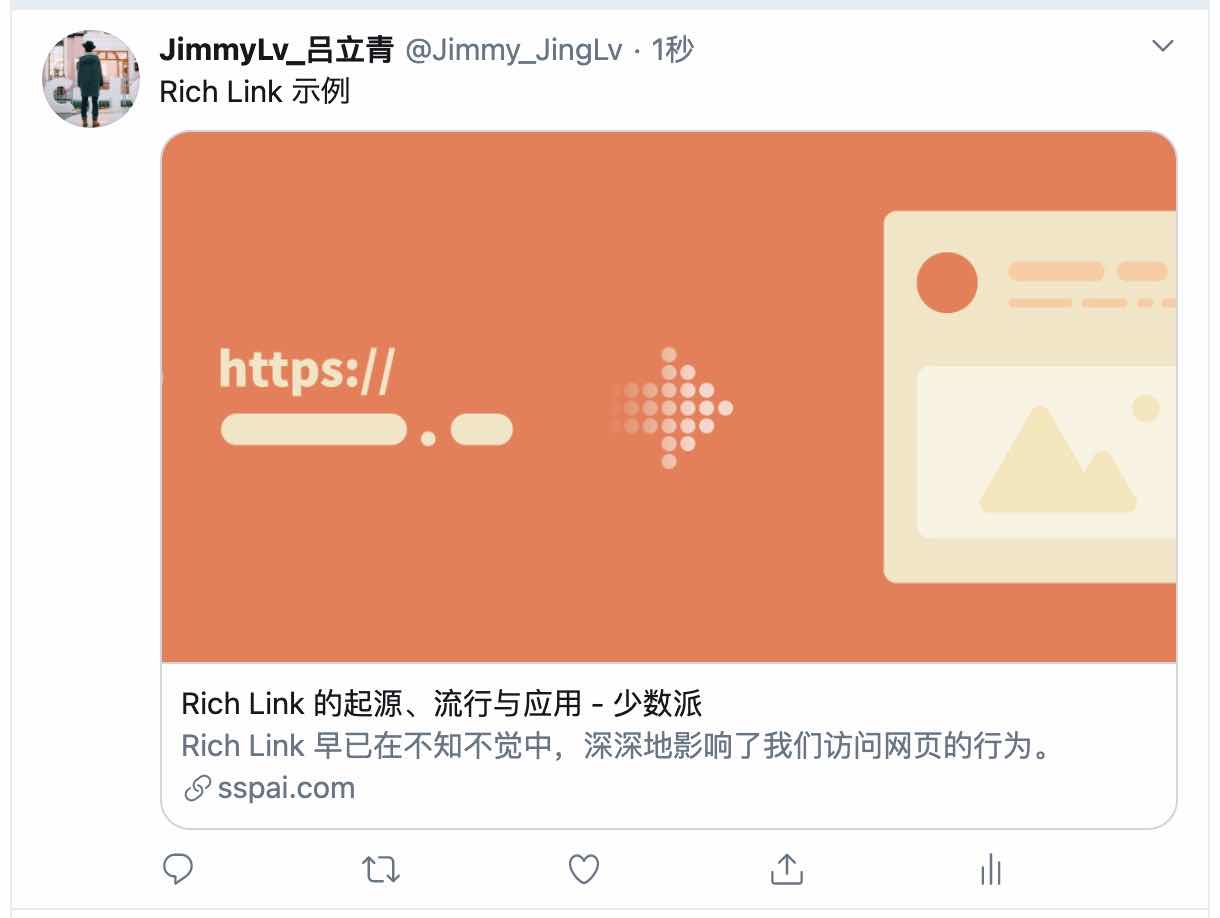 JimmyLv_吕立青 @Jimmy_JingLv · 1秒
Rich Link 示例
https://
Rich Link 的起源、流行与应用 - 少数派
Rich Link 早已在不知不觉中，深深地影响了我们访问网页的行为。
sspai.com